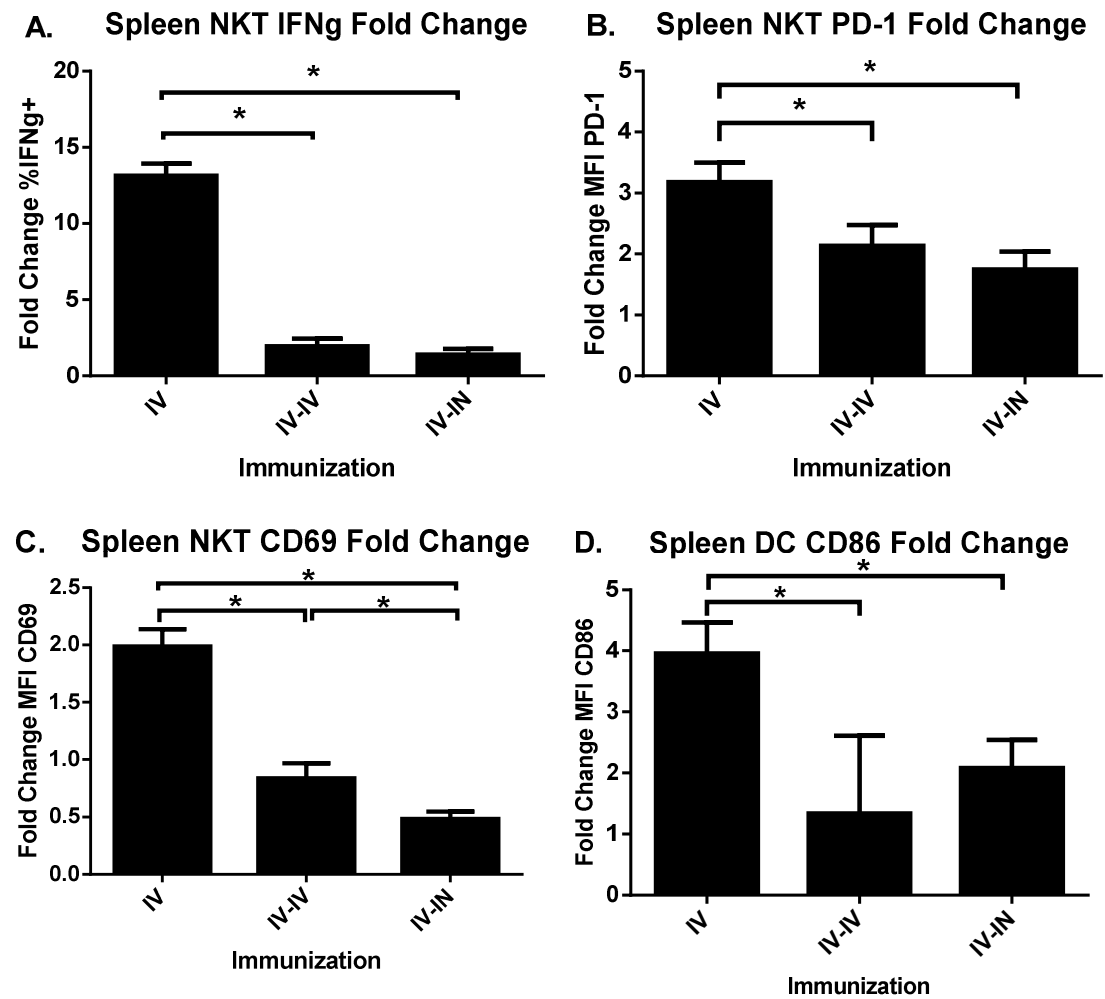 A. Spleen NKT IFNg Fold Change
Fold Change %IFNg+
20
15
10
5
0
*
*
IV
IV-IV
IV-IN
Immunization
B. Spleen NKT PD-1 Fold Change
Fold Change MFI PD-1
5
4
3
2
1
0
*
*
IV
IV-IV
IV-IN
Immunization
C. Spleen NKT CD69 Fold Change
Fold Change MFI CD69
2.5
2.0
1.5
1.0
0.5
0.0
*
* *
IV
IV-IV
IV-IN
Immunization
D. Spleen DC CD86 Fold Change
Fold Change MFI CD86
5
4
3
2
1
0
*
*
IV
IV-IV
IV-IN
Immunization